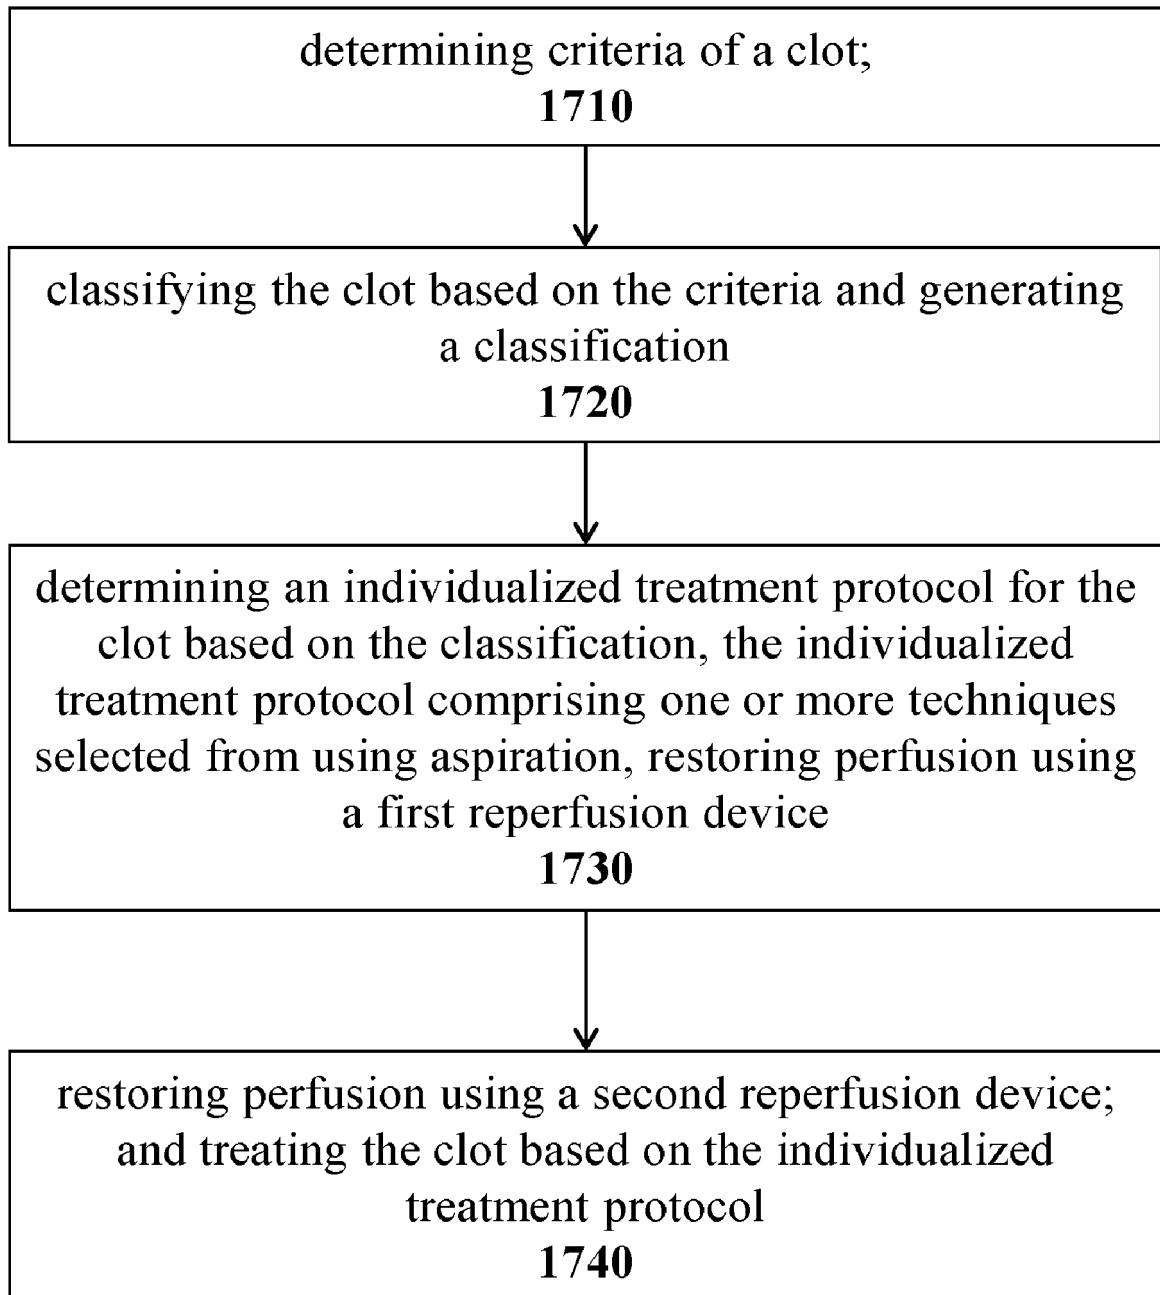 determining criteria of a clot;
1710
classifying the clot based on the criteria and generating
a classification
1720
determining an individualized treatment protocol for the
clot based on the classification, the individualized
treatment protocol comprising one or more techniques
selected from using aspiration, restoring perfusion using
a first reperfusion device
1730
restoring perfusion using a second reperfusion device;
and treating the clot based on the individualized
treatment protocol
1740